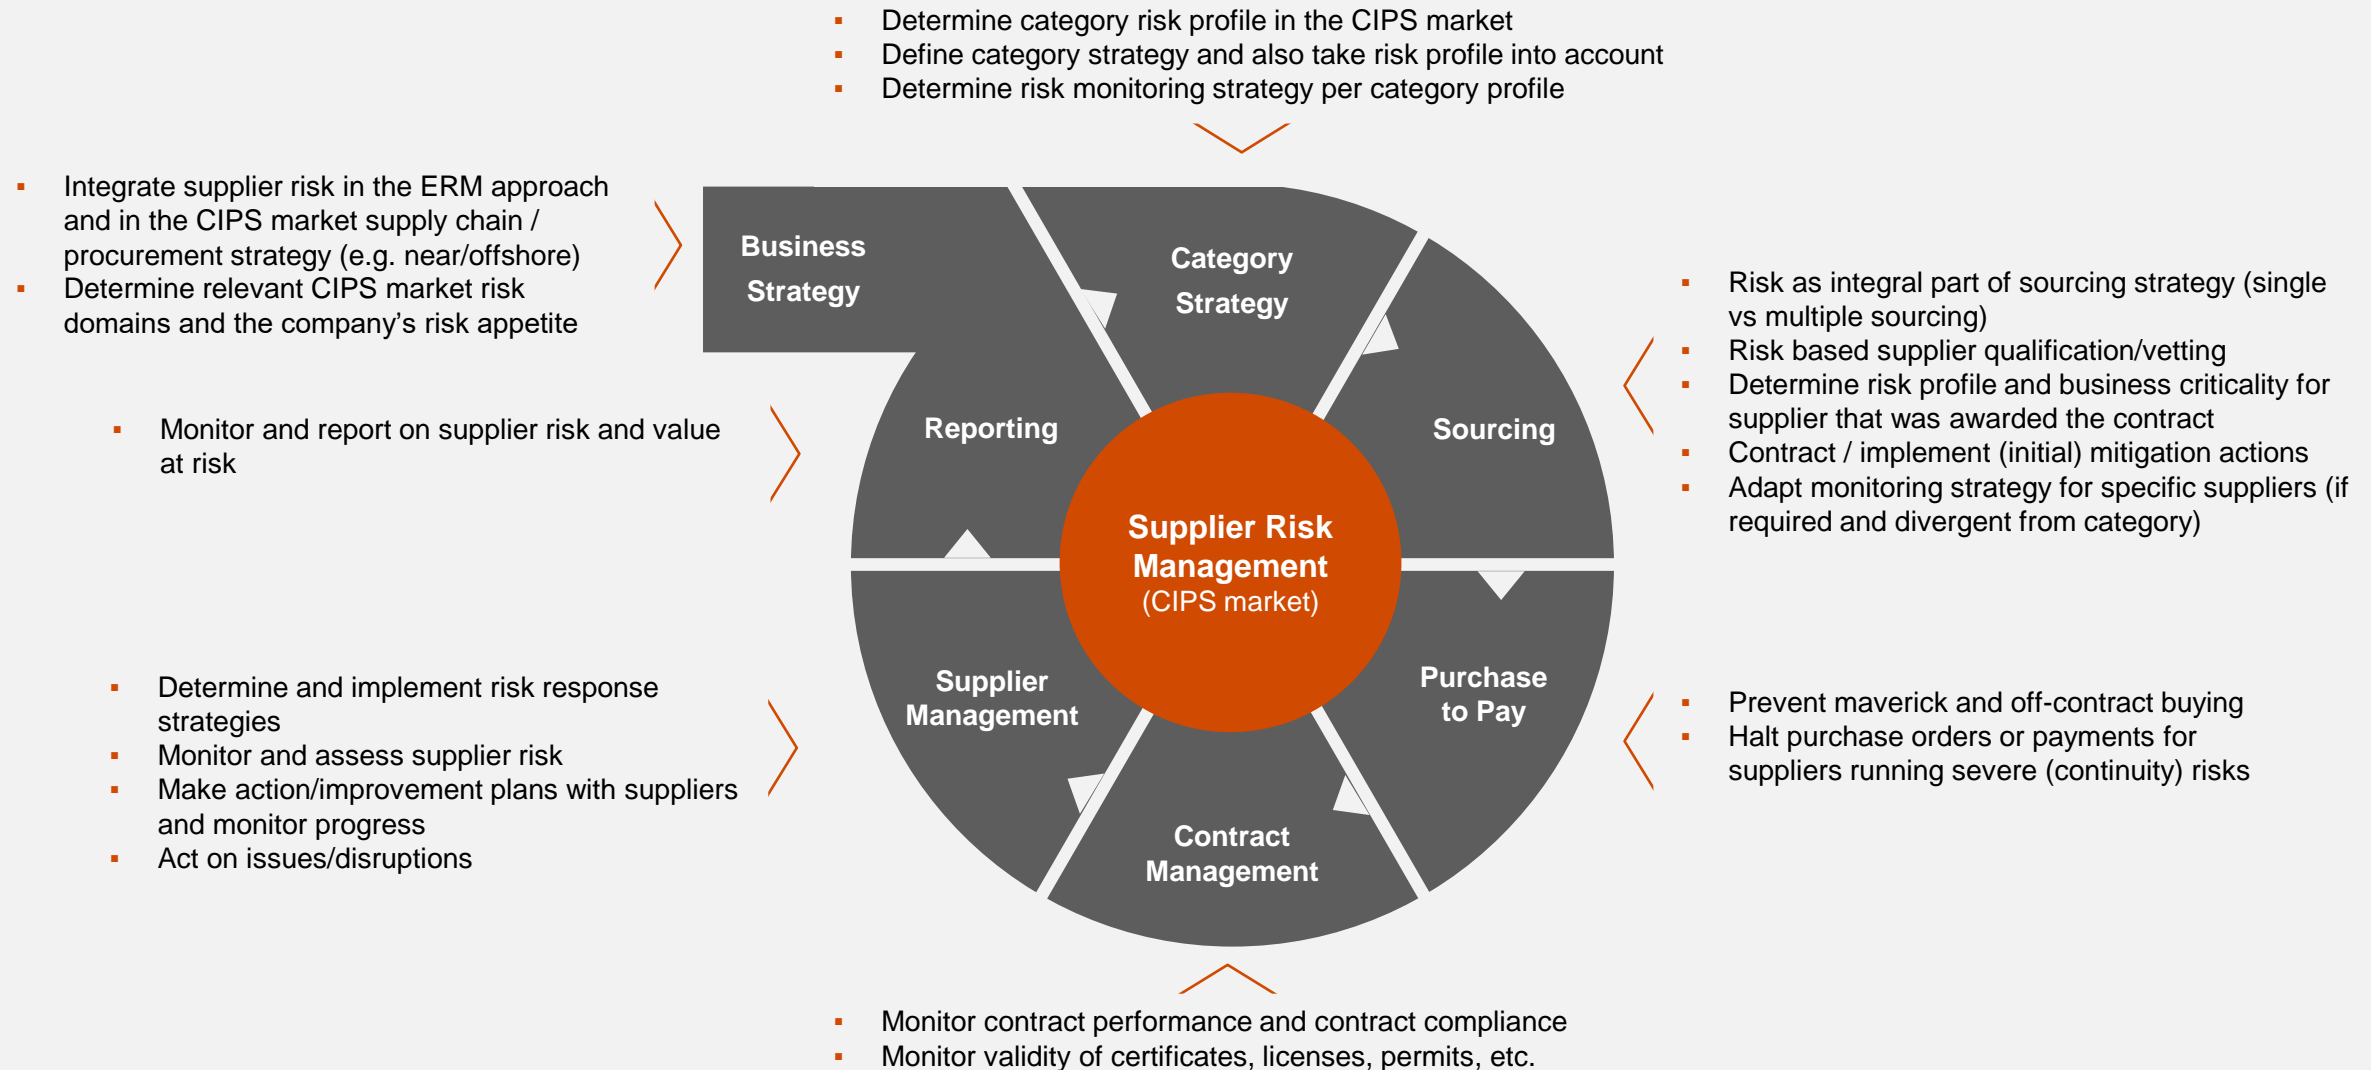 ▪ Determine category risk profile in the CIPS market
▪ Define category strategy and also take risk profile into account
▪ Determine risk monitoring strategy per category profile
▪ Integrate supplier risk in the ERM approach
and in the CIPS market supply chain /
procurement strategy (e.g. near/offshore)
▪ Determine relevant CIPS market risk
domains and the company’s risk appetite
Business
Strategy
Category
Strategy
▪ Risk as integral part of sourcing strategy (single
vs multiple sourcing)
▪ Risk based supplier qualification/vetting
▪ Determine risk profile and business criticality for
supplier that was awarded the contract
▪ Contract / implement (initial) mitigation actions
▪ Adapt monitoring strategy for specific suppliers (if
required and divergent from category)
▪ Monitor and report on supplier risk and value
at risk
Reporting
Sourcing
Supplier Risk
Management
(CIPS market)
▪ Determine and implement risk response
strategies
▪ Monitor and assess supplier risk
▪ Make action/improvement plans with suppliers
and monitor progress
▪ Act on issues/disruptions
Supplier
Management
Purchase
to Pay
▪ Prevent maverick and off-contract buying
▪ Halt purchase orders or payments for
suppliers running severe (continuity) risks
Contract
Management
▪ Monitor contract performance and contract compliance
▪ Monitor validity of certificates, licenses, permits, etc.